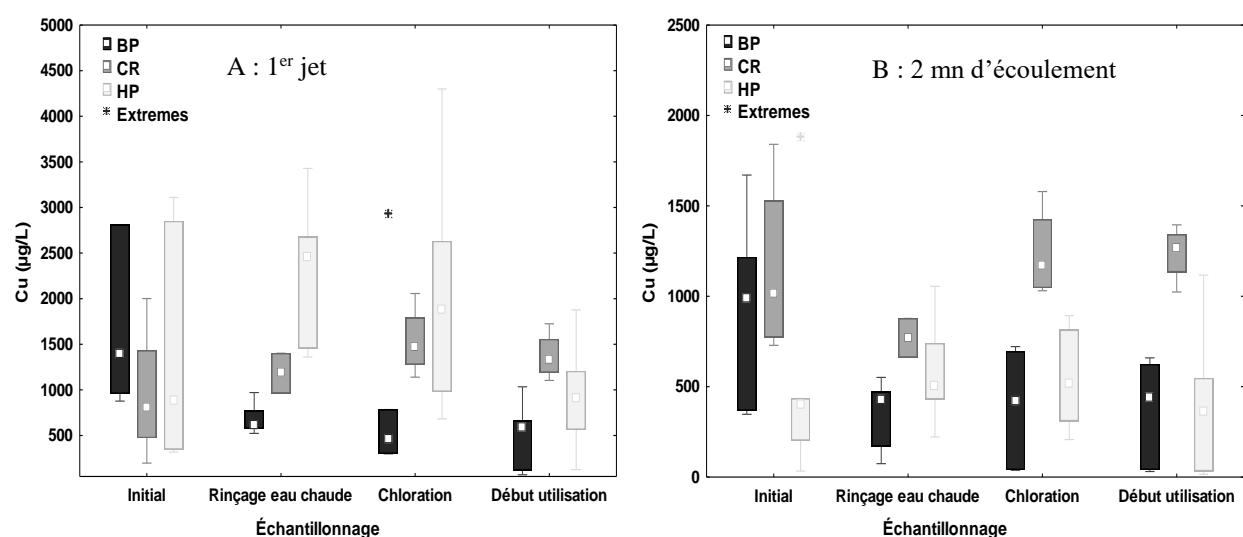 5000
4500
4000
3500
3000
2500
2000
1500
1000
500
Cu (µg/L)
BP
CR
HP
Extremes
A : 1er jet
Initial
Rinçage eau chaude
Chloration
Début utilisation
Échantillonnage
2500
2000
1500
1000
500
0
Cu (µg/L)
BP
CR
HP
Extremes
B : 2 mn d’écoulement
Initial
Rinçage eau chaude
Chloration
Début utilisation
Échantillonnage